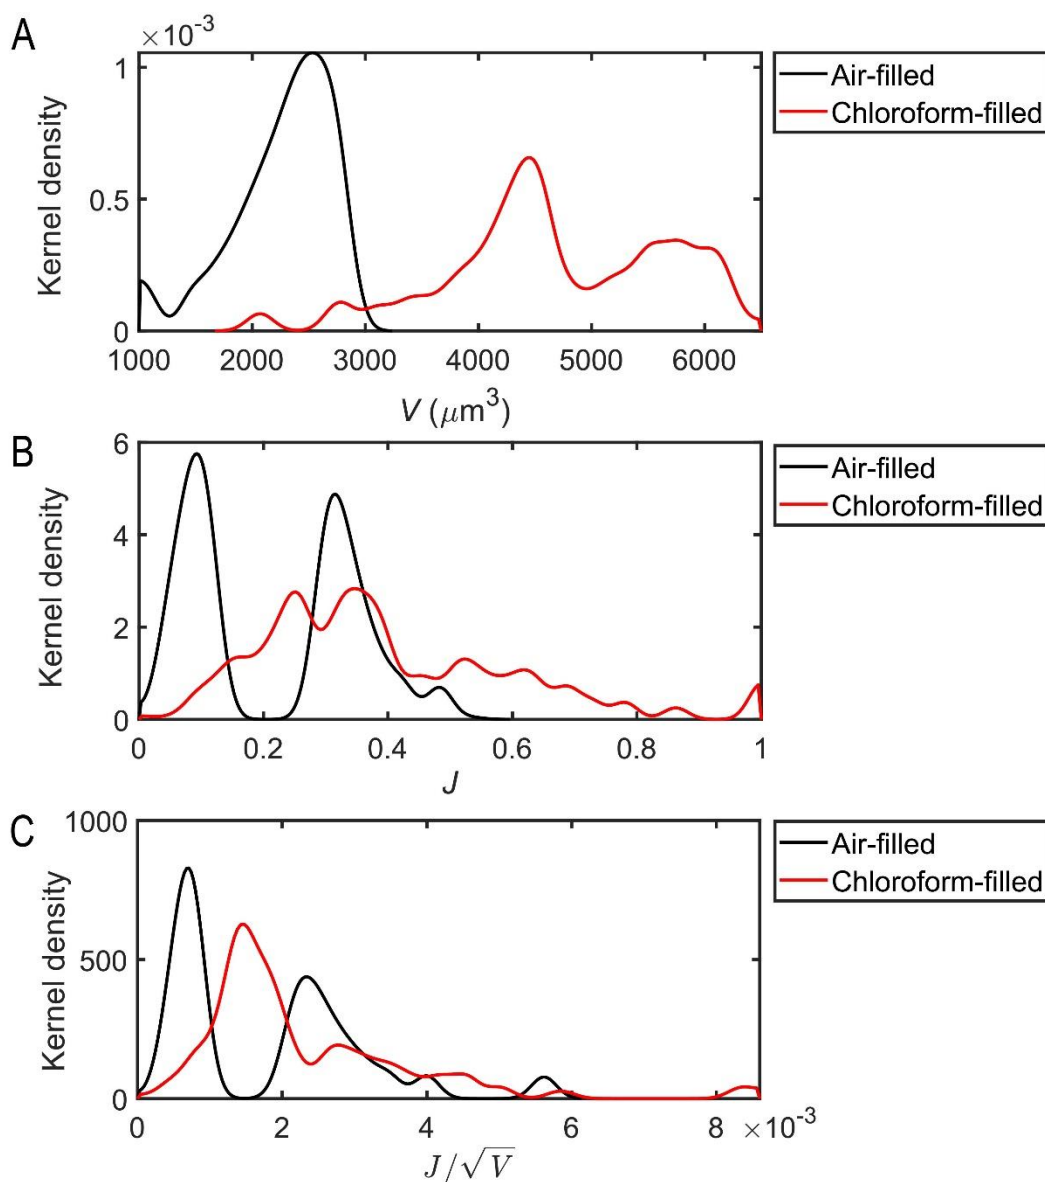 A
×10⁻³
1
0.5
0
Kernel density
1000 2000 3000 4000 5000 6000
V (μm³)
Air-filled
Chloroform-filled
B
6
4
2
0
Kernel density
0 0.2 0.4 0.6 0.8 1
J
Air-filled
Chloroform-filled
C
1000
500
0
Kernel density
0 2 4 6 8 ×10⁻³
J/√V
Air-filled
Chloroform-filled